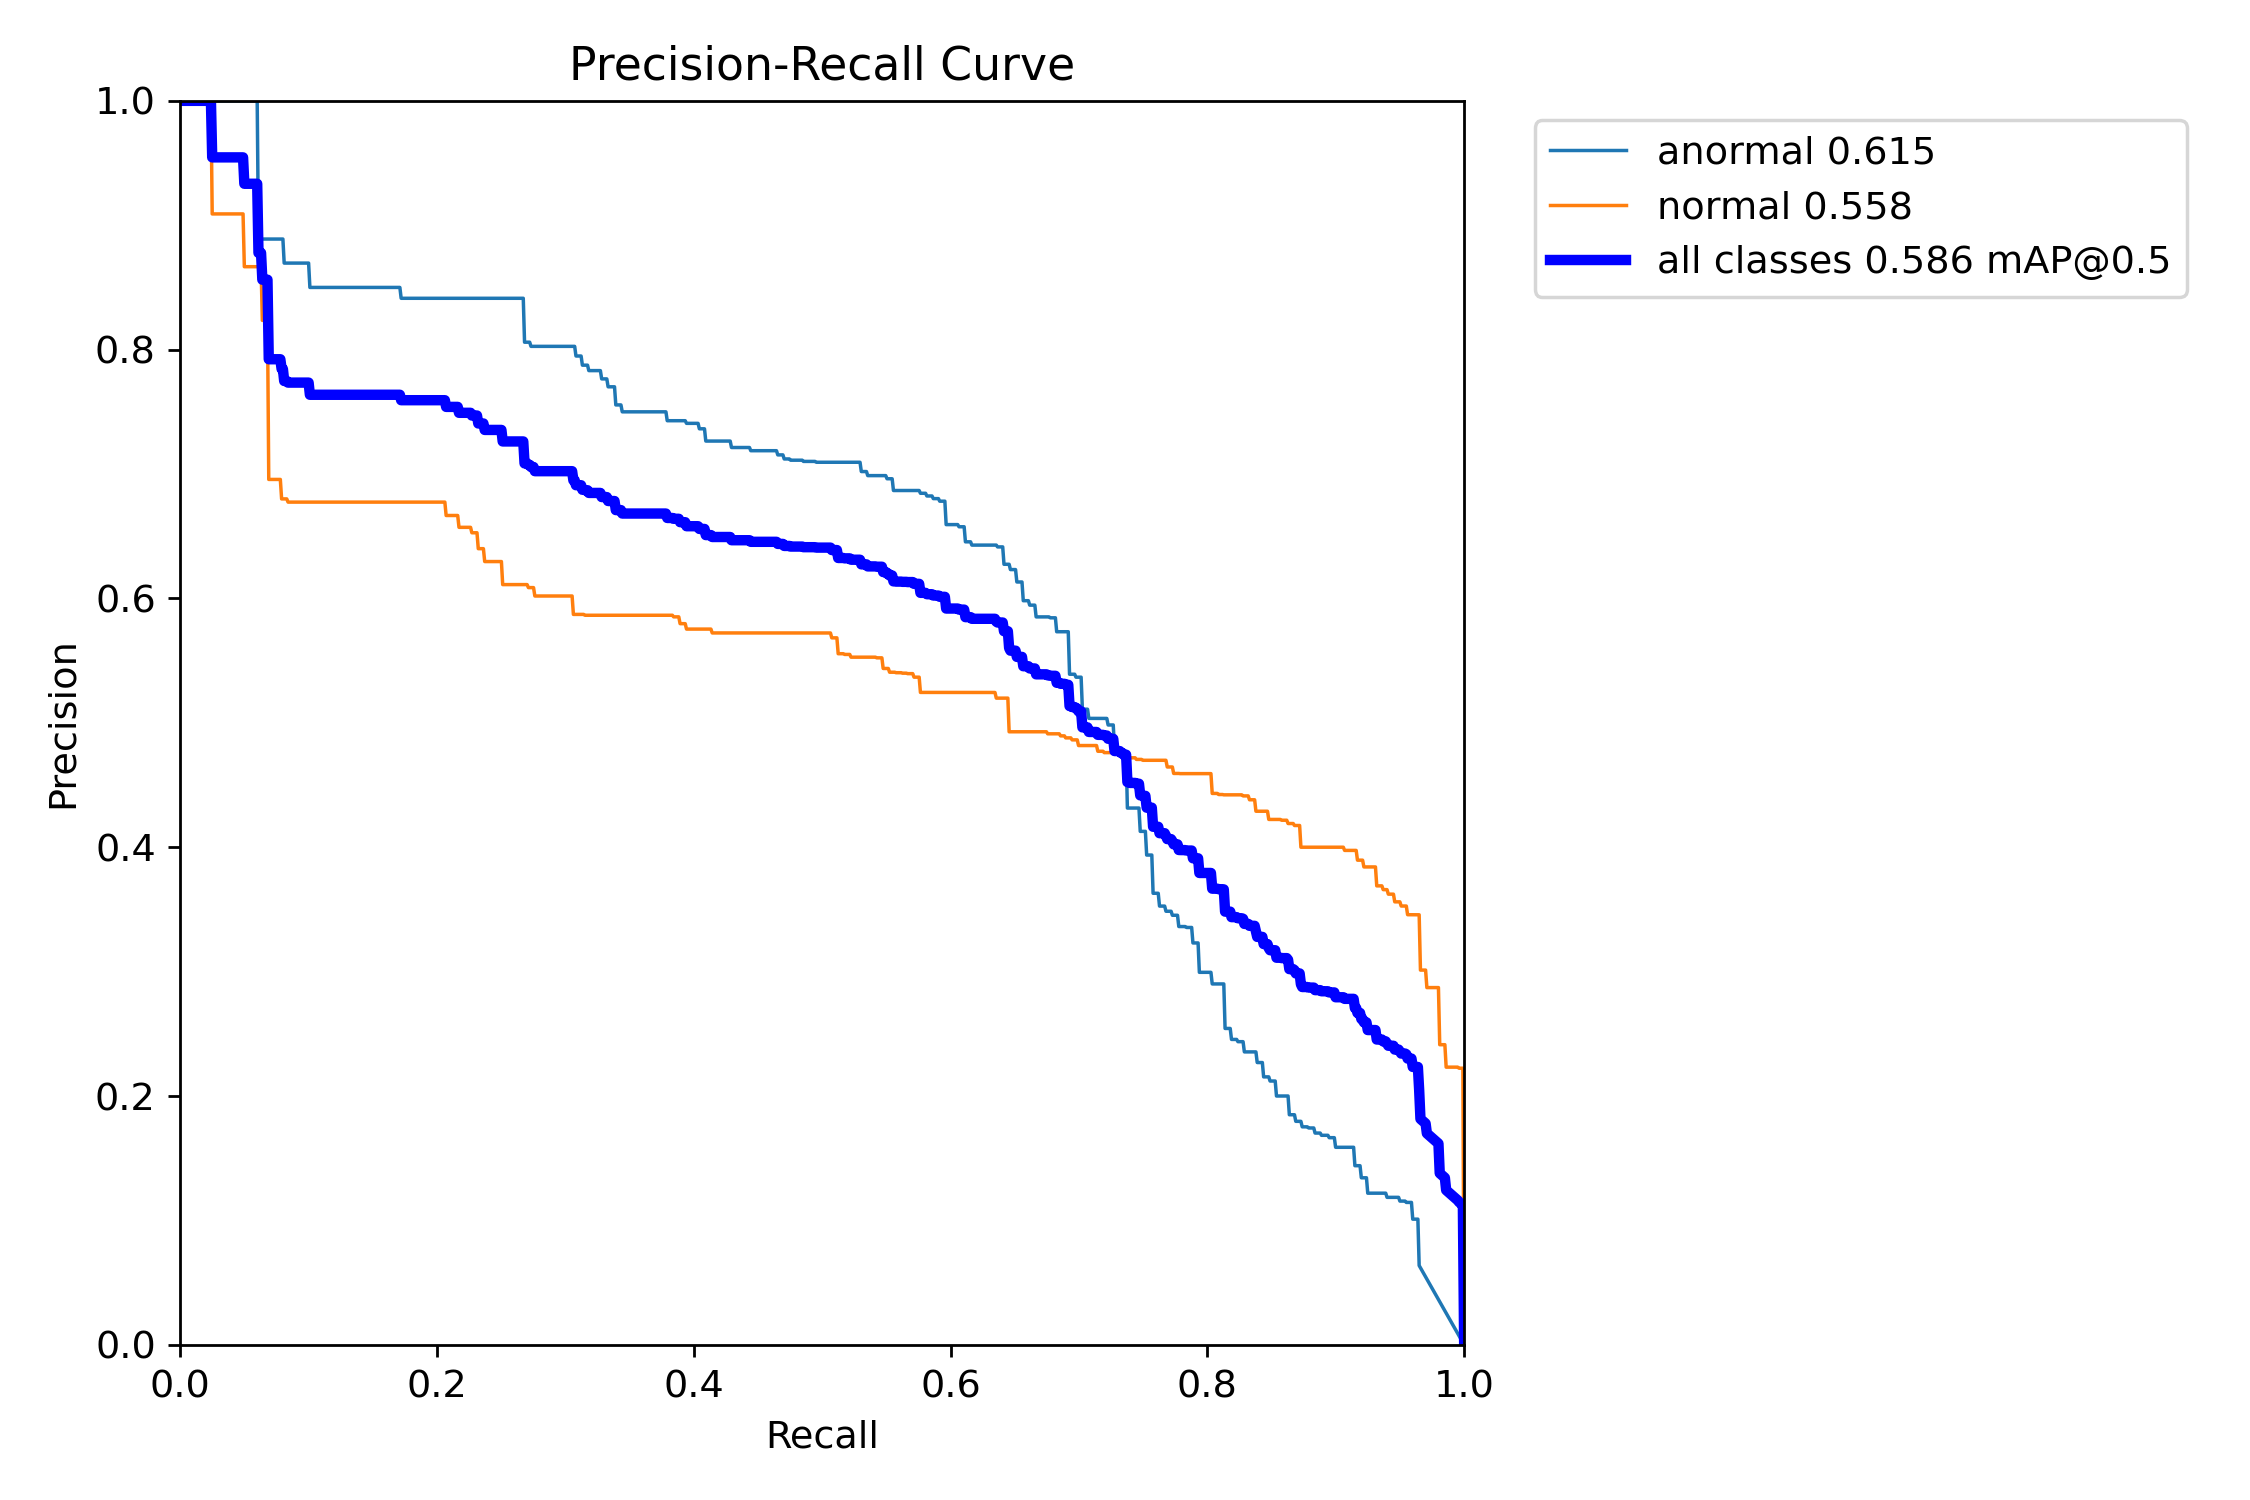 Precision-Recall Curve
1.0
0.8
0.6
0.4
0.2
0.0
Precision
0.0 0.2 0.4 0.6 0.8 1.0
Recall
anormal 0.615
normal 0.558
all classes 0.586 mAP@0.5